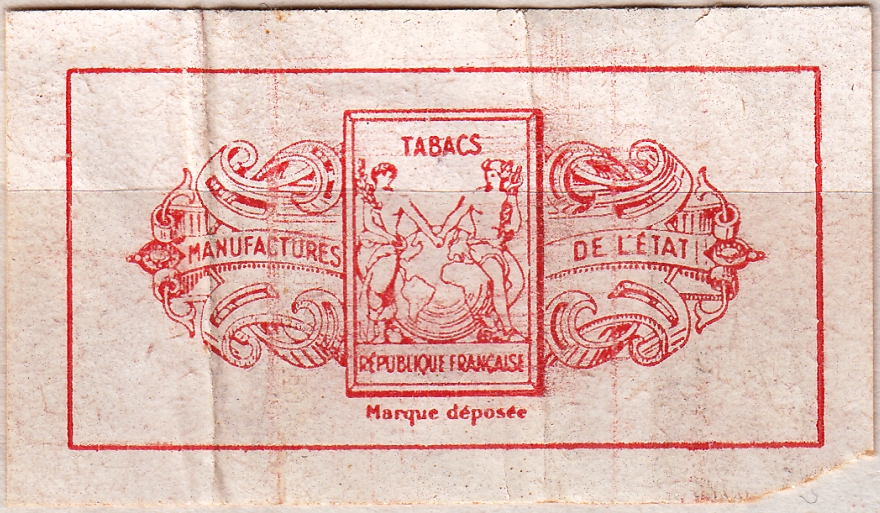 TABACS
MANUFACTURES DE L'ÉTAT
RÉPUBLIQUE FRANÇAISE
Marque déposée